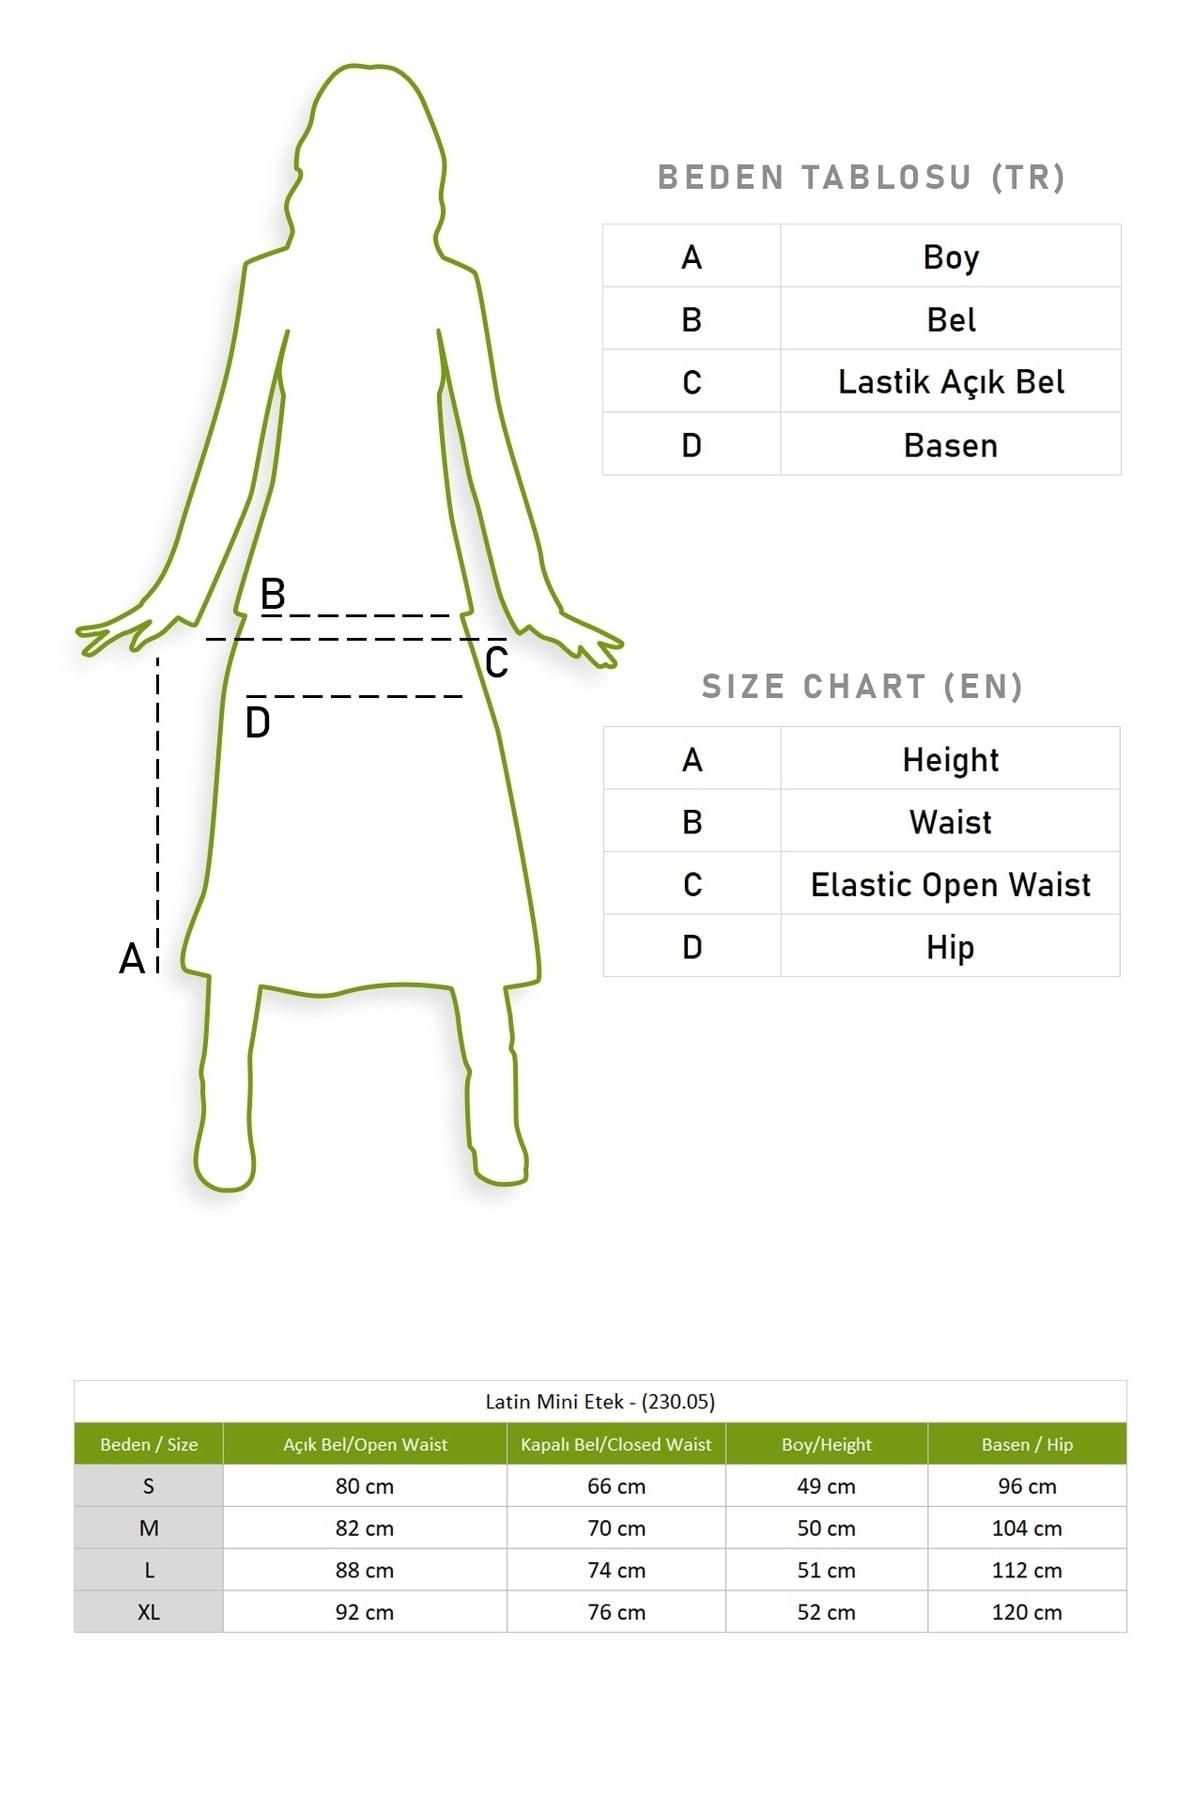 BEDEN TABLOSU (TR)
A Boy
B Bel
C Lastik Açık Bel
D Basen
B
C
D
A
SIZE CHART (EN)
A Height
B Waist
C Elastic Open Waist
D Hip
Latin Mini Etek - (230.05)
Beden / Size Açık Bel/Open Waist Kapalı Bel/Closed Waist Boy/Height Basen / Hip
S 80 cm 66 cm 49 cm 96 cm
M 82 cm 70 cm 50 cm 104 cm
L 88 cm 74 cm 51 cm 112 cm
XL 92 cm 76 cm 52 cm 120 cm